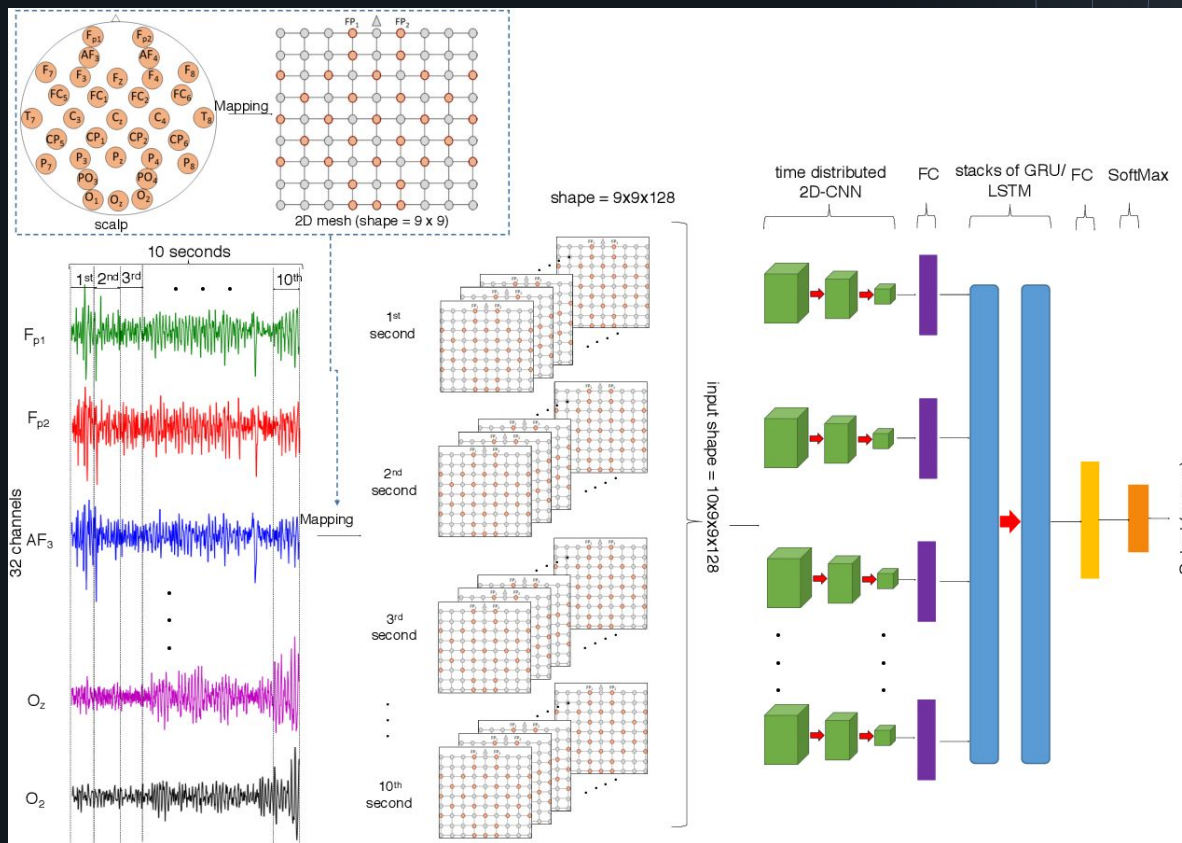 Fp1 Fp2
AF3 AF4
F7 F3 Fz F4 F8
FC5 FC1 FC2 FC6
T7 C3 Cz C4 T8
CP5 CP1 CP2 CP6
P7 P3 Pz P4 P8
PO3 PO4
O1 Oz O2
scalp
Mapping
FP1 FP2
2D mesh (shape = 9 x 9)
10 seconds
1st 2nd 3rd 10th
32 channels
Fp1
Fp2
AF3
Oz
O2
Mapping
shape = 9x9x128
1st
second
2nd
second
3rd
second
10th
second
input shape = 10x9x9x128
time distributed
2D-CNN
FC
stacks of GRU/
LSTM
FC
SoftMax